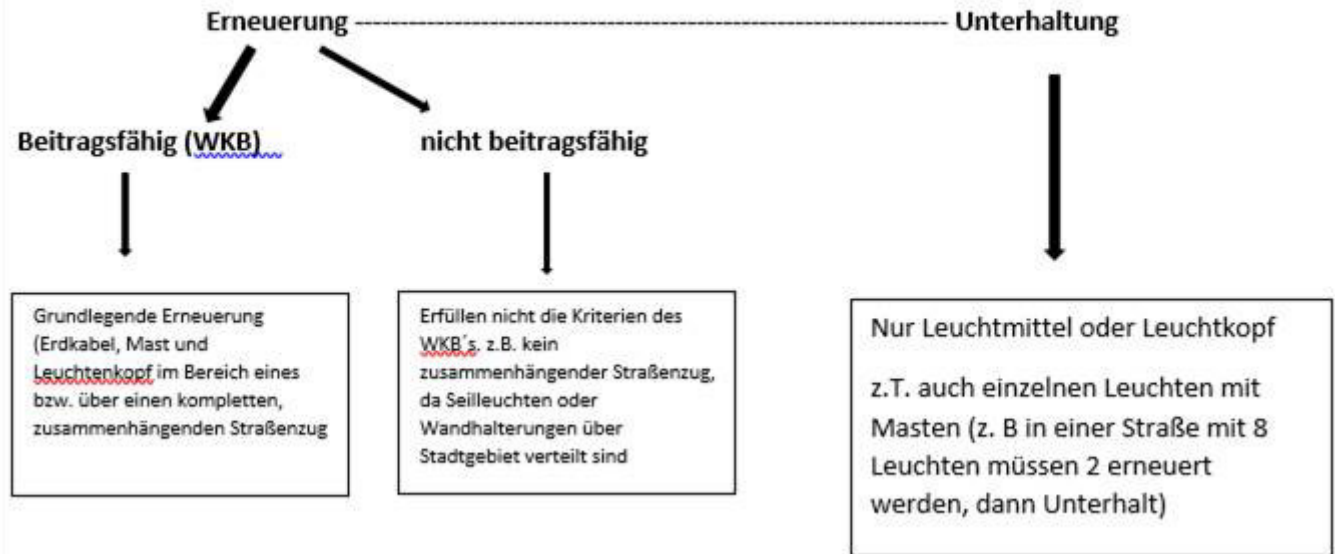 Erneuerung ---------------------------------------------------------------------- Unterhaltung
Beitragsfähig (WKB)
nicht beitragsfähig
Grundlegende Erneuerung
(Erdkabel, Mast und
Leuchtenkopf im Bereich eines
bzw. über einen kompletten,
zusammenhängenden Straßenzug
Erfüllen nicht die Kriterien des
WKB´s. z.B. kein
zusammenhängender Straßenzug,
da Seilleuchten oder
Wandhalterungen über
Stadtgebiet verteilt sind
Nur Leuchtmittel oder Leuchtkopf
z.T. auch einzelnen Leuchten mit
Masten (z. B in einer Straße mit 8
Leuchten müssen 2 erneuert
werden, dann Unterhalt)